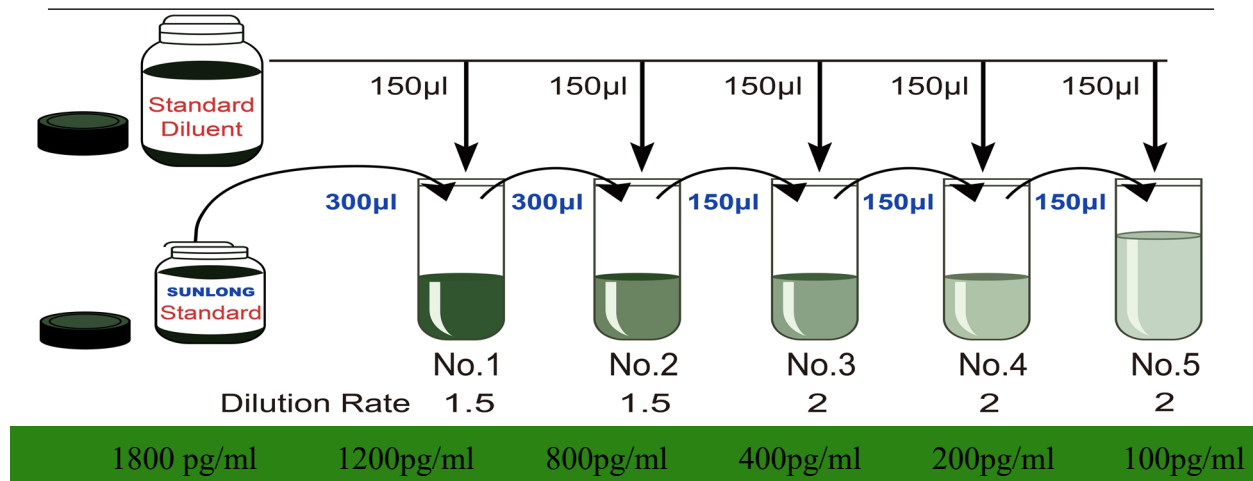 150µl 150µl 150µl 150µl 150µl
Standard
Diluent
300µl 300µl 150µl 150µl 150µl
SUNLONG
Standard
No.1 No.2 No.3 No.4 No.5
Dilution Rate 1.5 1.5 2 2 2
1800 pg/ml 1200pg/ml 800pg/ml 400pg/ml 200pg/ml 100pg/ml